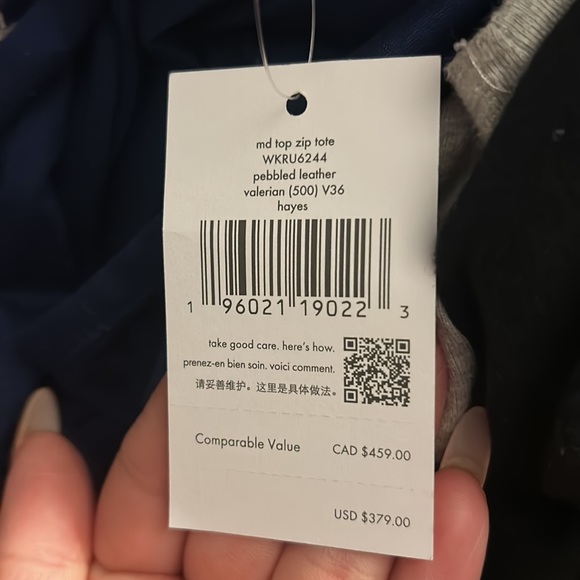 md top zip tote
WKRU6244
pebbled leather
valerian (500) V36
hayes
1 96021 19022 3
take good care. here's how.
prenez-en bien soin. voici comment.
请妥善维护。这里是具体做法。
Comparable Value CAD $459.00
USD $379.00